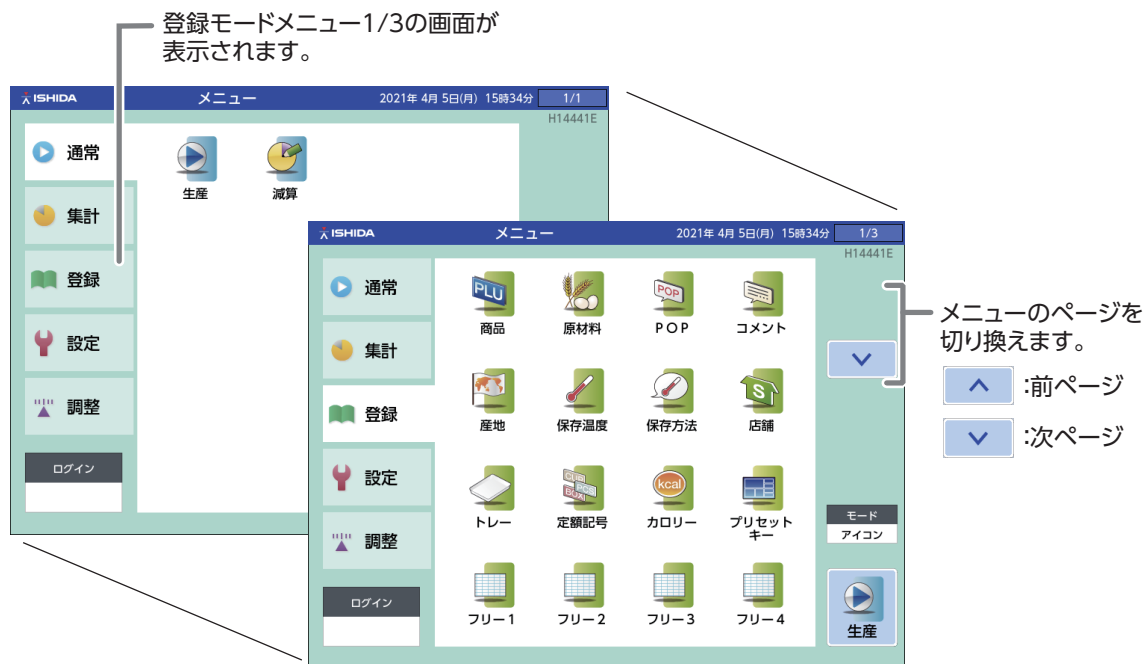 登録モードメニュー1/3の画面が
表示されます。
ISHIDA メニュー 2021年 4月 5日(月) 15時34分 1/1
H14441E
通常
集計
登録
設定
調整
ログイン
生産 減算
ISHIDA メニュー 2021年 4月 5日(月) 15時34分 1/3
H14441E
通常
集計
登録
設定
調整
ログイン
PLU POP
商品 原材料 POP コメント
S
産地 保存温度 保存方法 店舗
CUP
PCS
BOX kcal
トレー 定額記号 カロリー プリセット
キー
フリー1 フリー2 フリー3 フリー4
モード
アイコン
生産
メニューのページを
切り換えます。
:前ページ
:次ページ